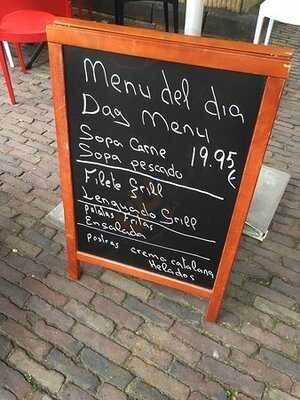 Menu del dia
Dag Menu
Sopa Carne 19.95
Sopa pescado €
Filete Grill
Lenguado Grill
patatas Fritas
Ensalada
postras crema catalana
Helados